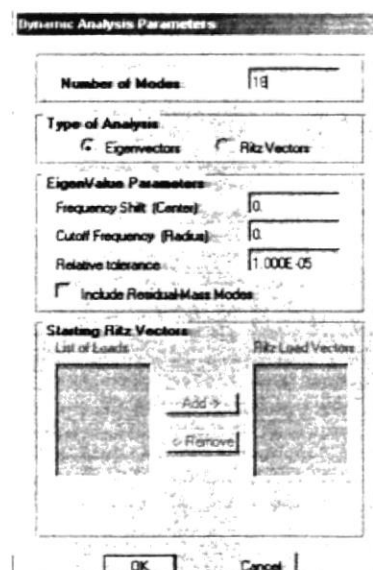 Dynamic Analysis Parameters
Number of Modes: 18
Type of Analysis
Eigenvectors Ritz Vectors
EigenValue Parameters
Frequency Shift (Center) 0.
Cutoff Frequency (Radius) 0.
Relative tolerance 1.000E-05
Include Residual-Mass Modes
Starting Ritz Vectors
List of Loads Ritz Load Vectors
Add ->
<- Remove
OK Cancel